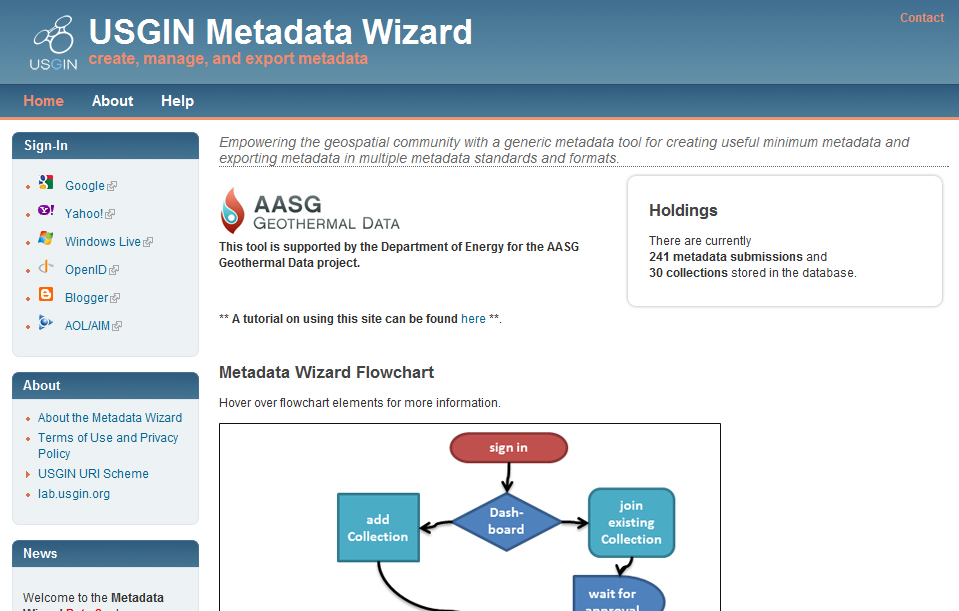 USGIN Metadata Wizard
create, manage, and export metadata
Contact
USGIN
Home About Help
Sign-In
Google
Yahoo!
Windows Live
OpenID
Blogger
AOL/AIM
About
About the Metadata Wizard
Terms of Use and Privacy
Policy
USGIN URI Scheme
lab.usgin.org
News
Welcome to the Metadata
Empowering the geospatial community with a generic metadata tool for creating useful minimum metadata and
exporting metadata in multiple metadata standards and formats.
AASG
GEOTHERMAL DATA
This tool is supported by the Department of Energy for the AASG
Geothermal Data project.
Holdings
There are currently
241 metadata submissions and
30 collections stored in the database.
** A tutorial on using this site can be found here **.
Metadata Wizard Flowchart
Hover over flowchart elements for more information.
sign in
Dash-
board
add
Collection
join
existing
Collection
wait for
approval